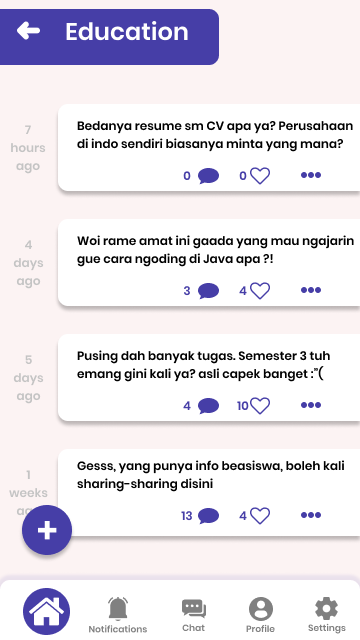 Education
7
hours
ago
Bedanya resume sm CV apa ya? Perusahaan
di indo sendiri biasanya minta yang mana?
0 0
4
days
ago
Woi rame amat ini gaada yang mau ngajarin
gue cara ngoding di Java apa ?!
3 4
5
days
ago
Pusing dah banyak tugas. Semester 3 tuh
emang gini kali ya? asli capek banget :"(
4 10
1
weeks
Gesss, yang punya info beasiswa, boleh kali
sharing-sharing disini
13 4
Notifications Chat Profile Settings